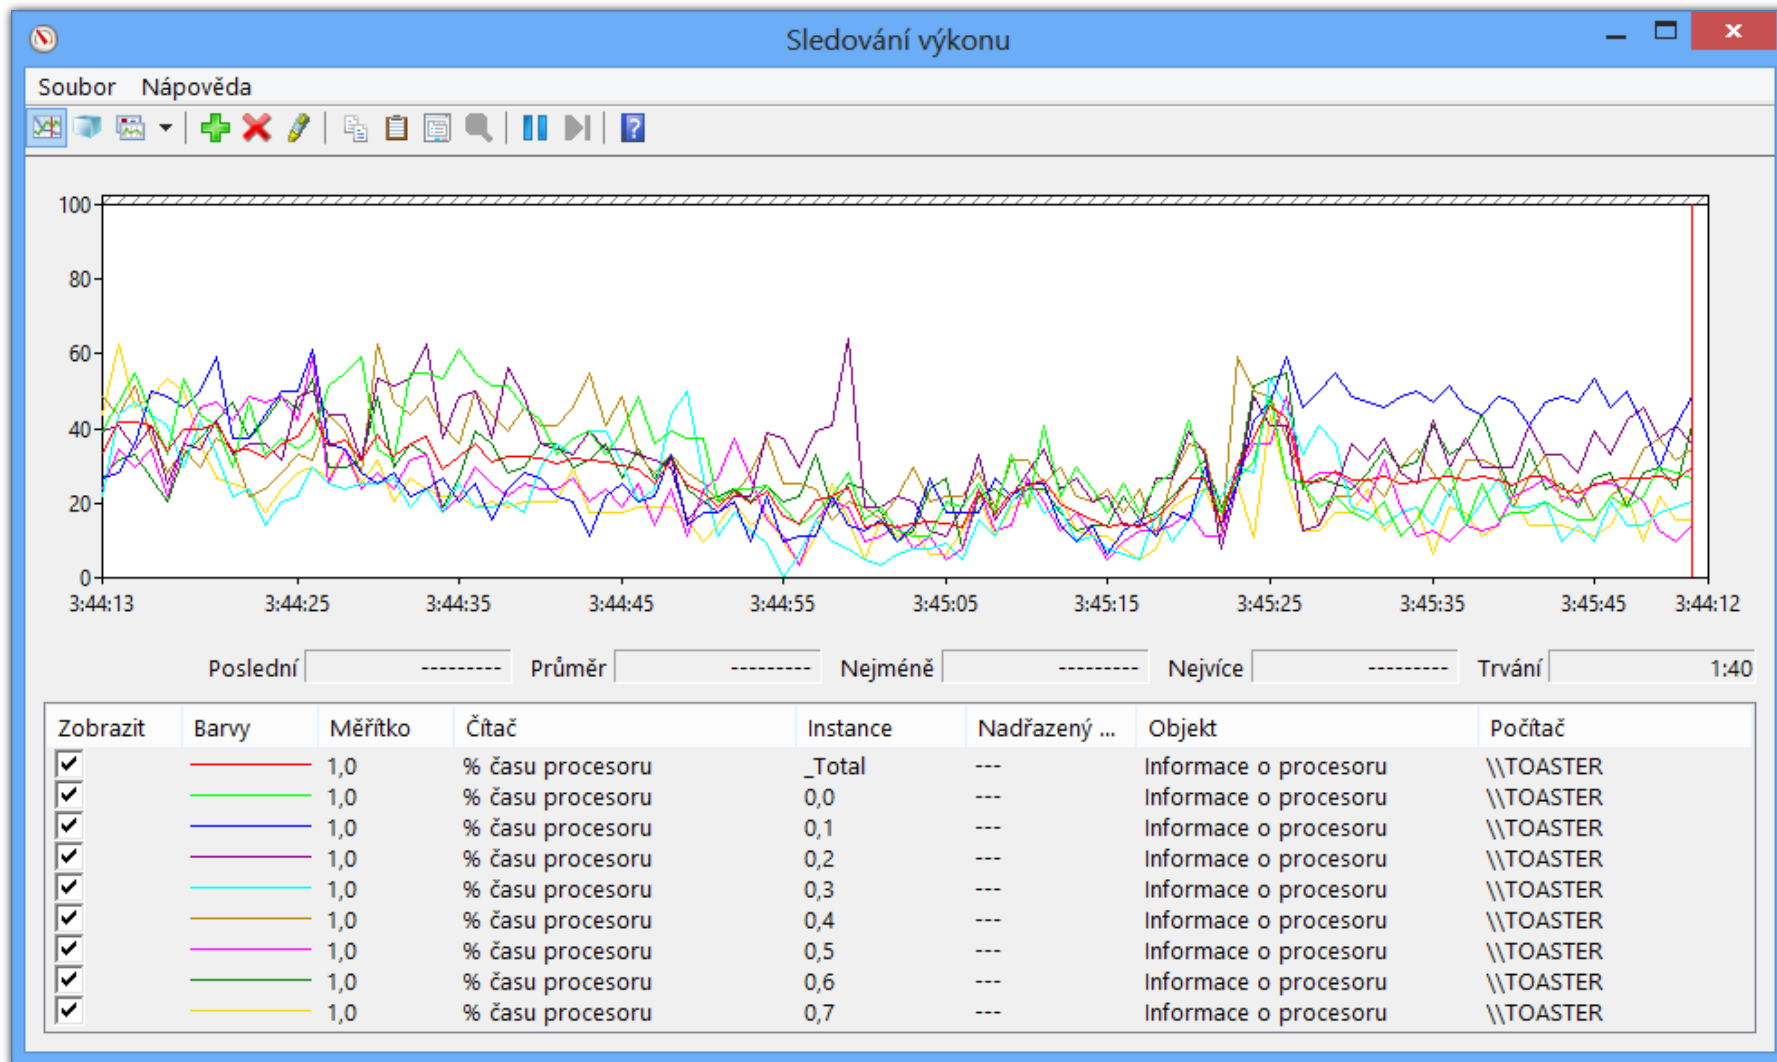 Sledování výkonu
Soubor Nápověda
100
80
60
40
20
0
3:44:13 3:44:25 3:44:35 3:44:45 3:44:55 3:45:05 3:45:15 3:45:25 3:45:35 3:45:45 3:44:12
Poslední --------- Průměr --------- Nejméně --------- Nejvíce --------- Trvání 1:40
Zobrazit Barvy Měřítko Čítač Instance Nadřazený ... Objekt Počítač
1,0 % času procesoru _Total --- Informace o procesoru \\TOASTER
1,0 % času procesoru 0,0 --- Informace o procesoru \\TOASTER
1,0 % času procesoru 0,1 --- Informace o procesoru \\TOASTER
1,0 % času procesoru 0,2 --- Informace o procesoru \\TOASTER
1,0 % času procesoru 0,3 --- Informace o procesoru \\TOASTER
1,0 % času procesoru 0,4 --- Informace o procesoru \\TOASTER
1,0 % času procesoru 0,5 --- Informace o procesoru \\TOASTER
1,0 % času procesoru 0,6 --- Informace o procesoru \\TOASTER
1,0 % času procesoru 0,7 --- Informace o procesoru \\TOASTER